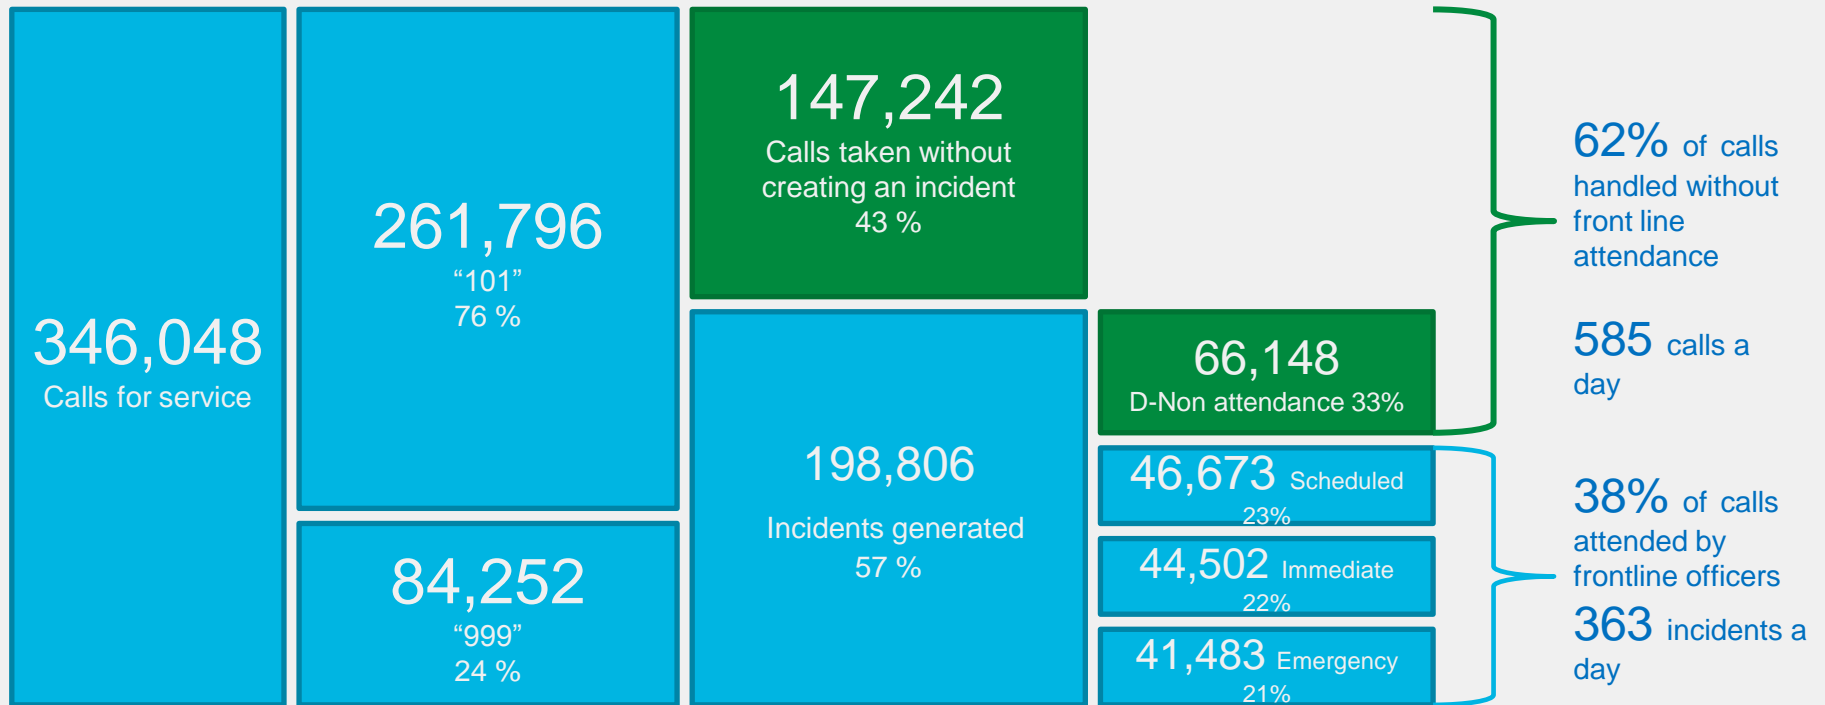 346,048
Calls for service
261,796
“101”
76 %
84,252
“999”
24 %
147,242
Calls taken without
creating an incident
43 %
198,806
Incidents generated
57 %
66,148
D-Non attendance 33%
46,673 Scheduled
23%
44,502 Immediate
22%
41,483 Emergency
21%
62% of calls
handled without
front line
attendance
585 calls a
day
38% of calls
attended by
frontline officers
363 incidents a
day